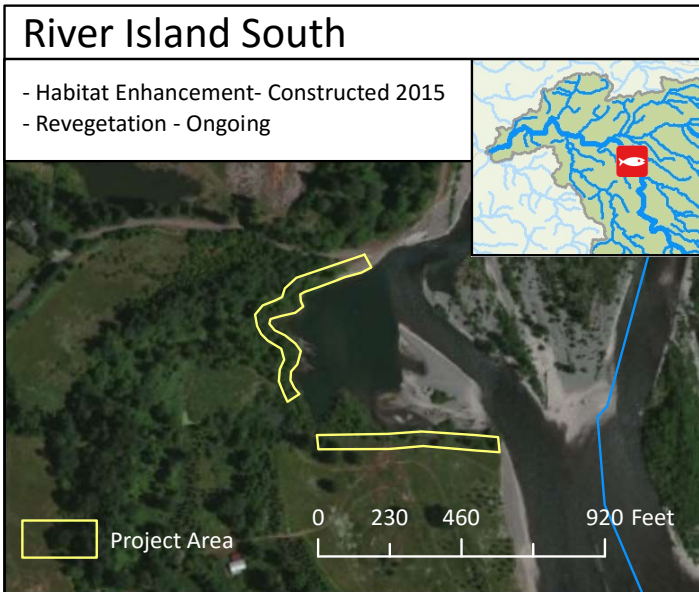 River Island South
- Habitat Enhancement- Constructed 2015
- Revegetation - Ongoing
0 230 460 920 Feet
Project Area